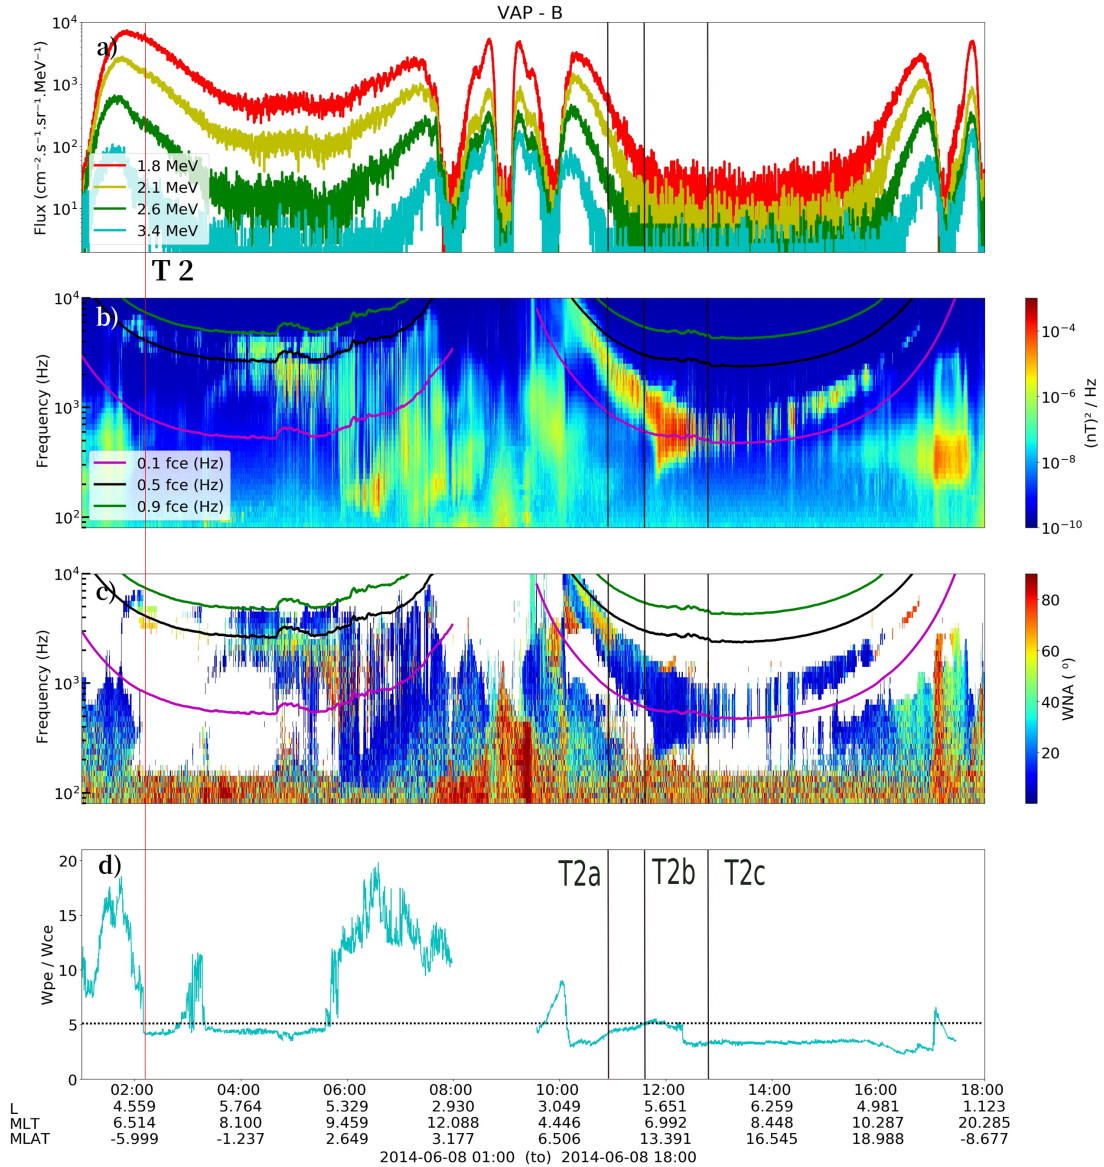 VAP - B
a)
10⁴
10³
10²
10¹
Flux (cm⁻².s⁻¹.sr⁻¹.MeV⁻¹)
1.8 MeV
2.1 MeV
2.6 MeV
3.4 MeV
T 2
b)
10⁴
10³
10²
Frequency (Hz)
0.1 fce (Hz)
0.5 fce (Hz)
0.9 fce (Hz)
10⁻⁴
10⁻⁶
10⁻⁸
10⁻¹⁰
(nT)² / Hz
c)
10⁴
10³
10²
Frequency (Hz)
80
60
40
20
WNA ( °)
d)
20
15
10
5
0
Wpe / Wce
T2a T2b T2c
02:00 04:00 06:00 08:00 10:00 12:00 14:00 16:00 18:00
L 4.559 5.764 5.329 2.930 3.049 5.651 6.259 4.981 1.123
MLT 6.514 8.100 9.459 12.088 4.446 6.992 8.448 10.287 20.285
MLAT -5.999 -1.237 2.649 3.177 6.506 13.391 16.545 18.988 -8.677
2014-06-08 01:00 (to) 2014-06-08 18:00